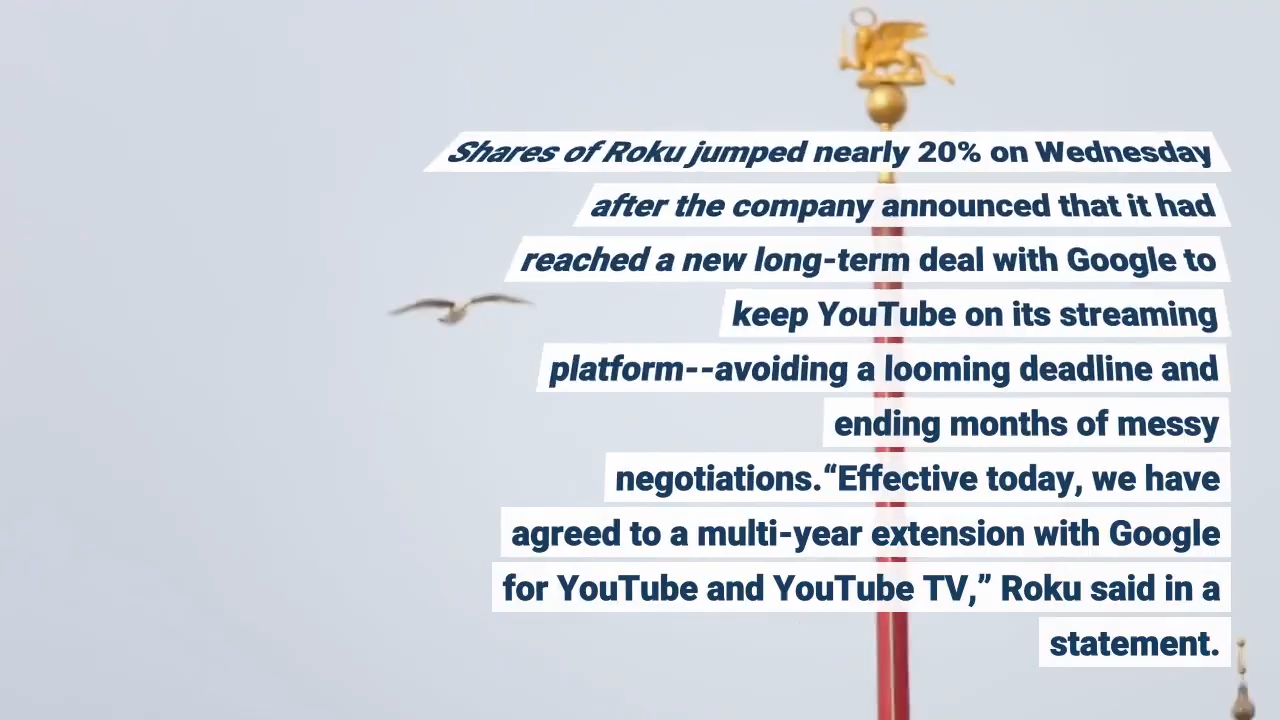 Shares of Roku jumped nearly 20% on Wednesday
after the company announced that it had
reached a new long-term deal with Google to
keep YouTube on its streaming
platform--avoiding a looming deadline and
ending months of messy
negotiations.“Effective today, we have
agreed to a multi-year extension with Google
for YouTube and YouTube TV,” Roku said in a
statement.